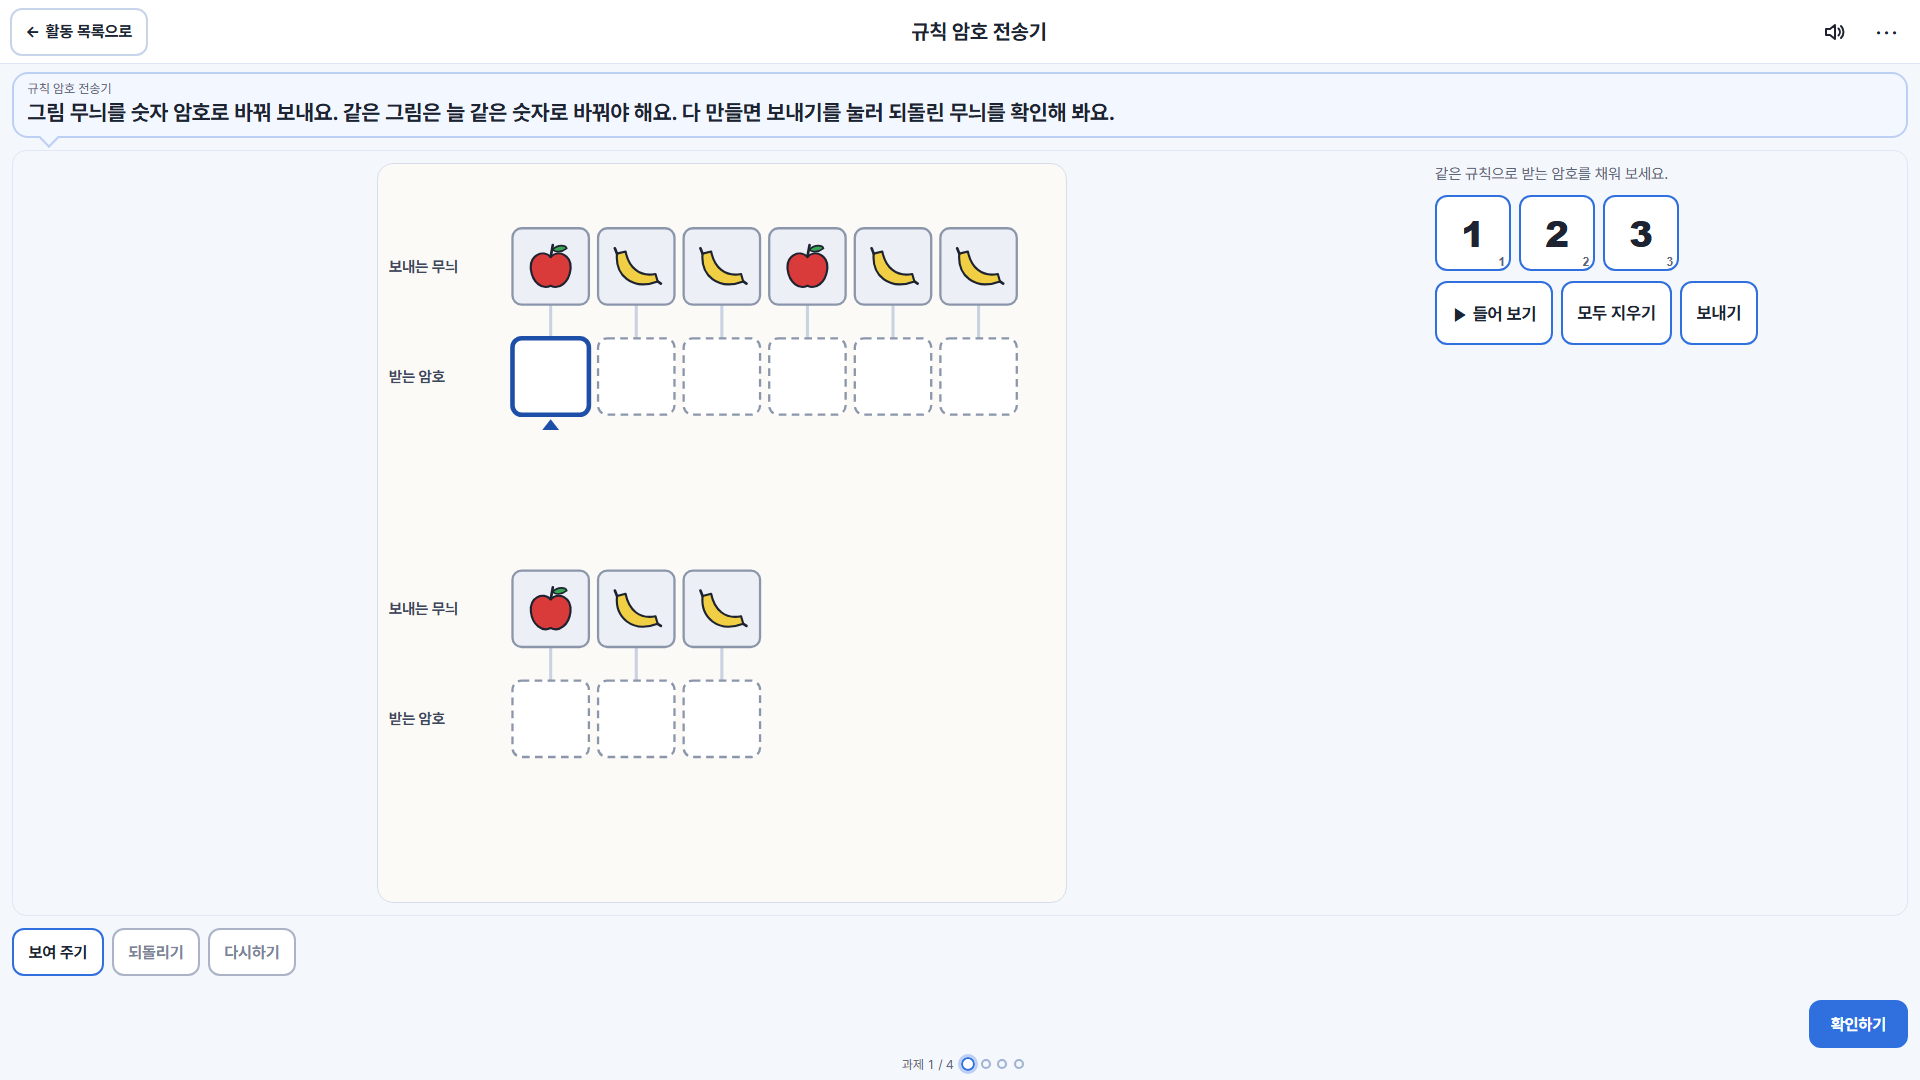 ← 활동 목록으로
규칙 암호 전송기
규칙 암호 전송기
그림 무늬를 숫자 암호로 바꿔 보내요. 같은 그림은 늘 같은 숫자로 바꿔야 해요. 다 만들면 보내기를 눌러 되돌린 무늬를 확인해 봐요.
보내는 무늬
받는 암호
보내는 무늬
받는 암호
같은 규칙으로 받는 암호를 채워 보세요.
1 1 2 2 3 3
▶ 들어 보기 모두 지우기 보내기
보여 주기 되돌리기 다시하기
확인하기
과제 1 / 4